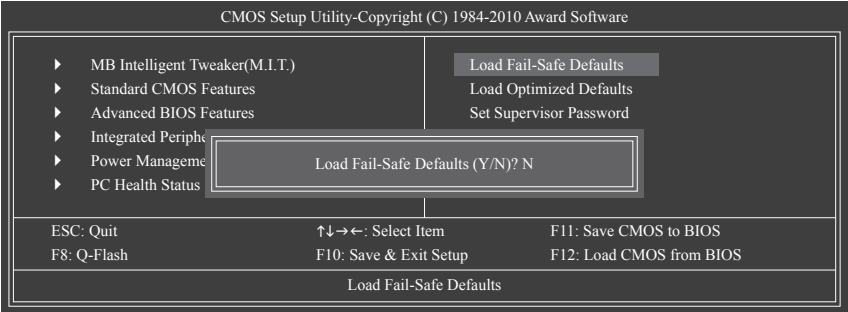 CMOS Setup Utility-Copyright (C) 1984-2010 Award Software
MB Intelligent Tweaker(M.I.T.)
Standard CMOS Features
Advanced BIOS Features
Integrated Periphe
Power Manageme
PC Health Status
Load Fail-Safe Defaults
Load Optimized Defaults
Set Supervisor Password
Load Fail-Safe Defaults (Y/N)? N
ESC: Quit ↑↓→←: Select Item F11: Save CMOS to BIOS
F8: Q-Flash F10: Save & Exit Setup F12: Load CMOS from BIOS
Load Fail-Safe Defaults